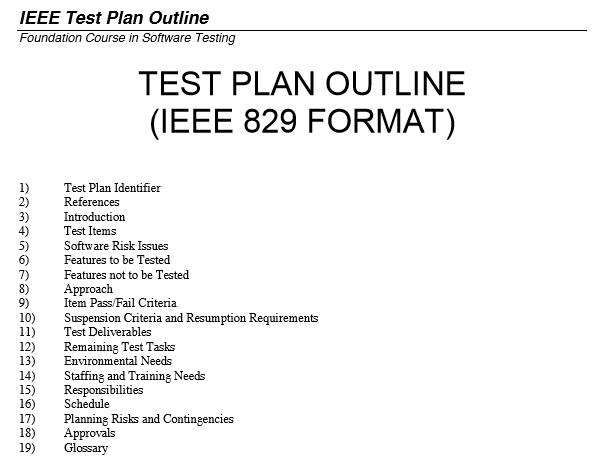 IEEE Test Plan Outline
Foundation Course in Software Testing
TEST PLAN OUTLINE
(IEEE 829 FORMAT)
1) Test Plan Identifier
2) References
3) Introduction
4) Test Items
5) Software Risk Issues
6) Features to be Tested
7) Features not to be Tested
8) Approach
9) Item Pass/Fail Criteria
10) Suspension Criteria and Resumption Requirements
11) Test Deliverables
12) Remaining Test Tasks
13) Environmental Needs
14) Staffing and Training Needs
15) Responsibilities
16) Schedule
17) Planning Risks and Contingencies
18) Approvals
19) Glossary